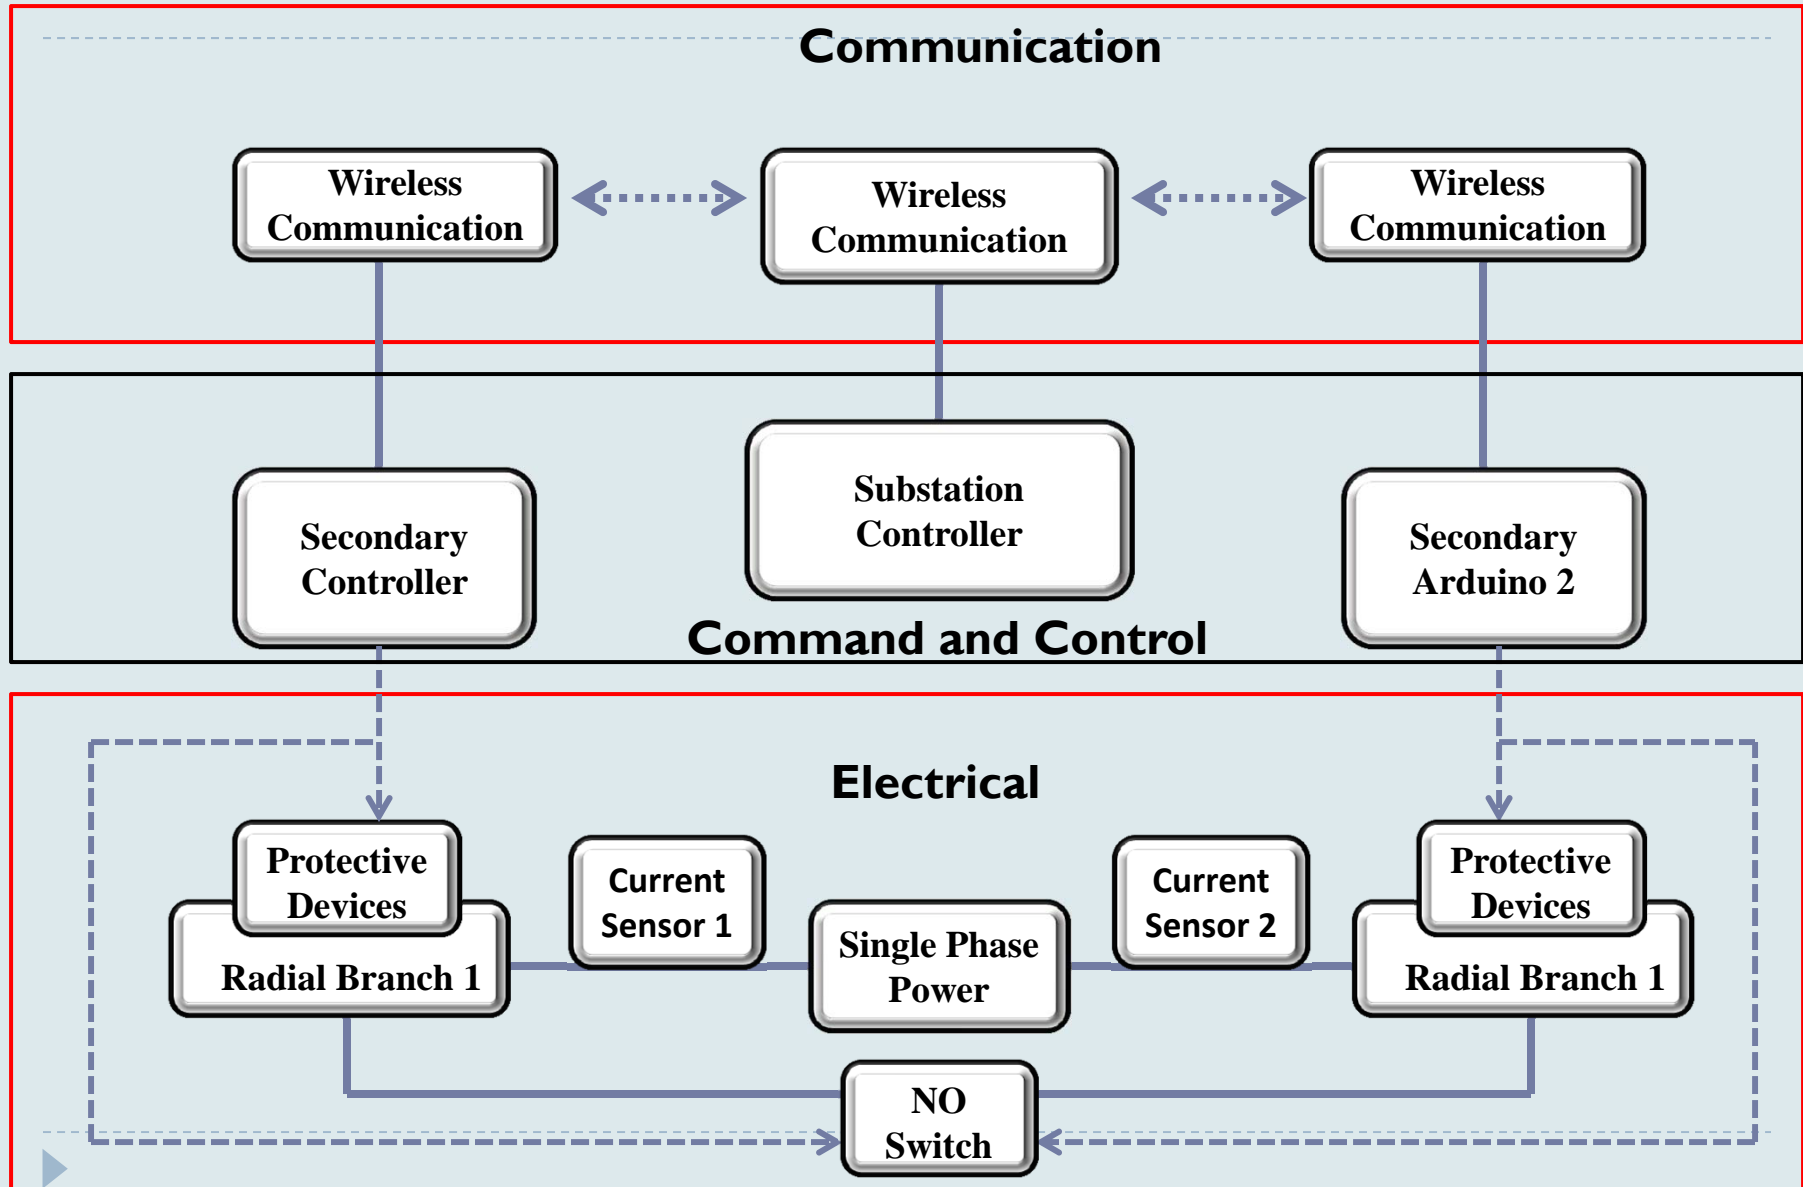 Communication
Wireless
Communication
Wireless
Communication
Wireless
Communication
Secondary
Controller
Substation
Controller
Secondary
Arduino 2
Command and Control
Electrical
Protective
Devices
Radial Branch 1
Current
Sensor 1
Single Phase
Power
Current
Sensor 2
Protective
Devices
Radial Branch 1
NO
Switch